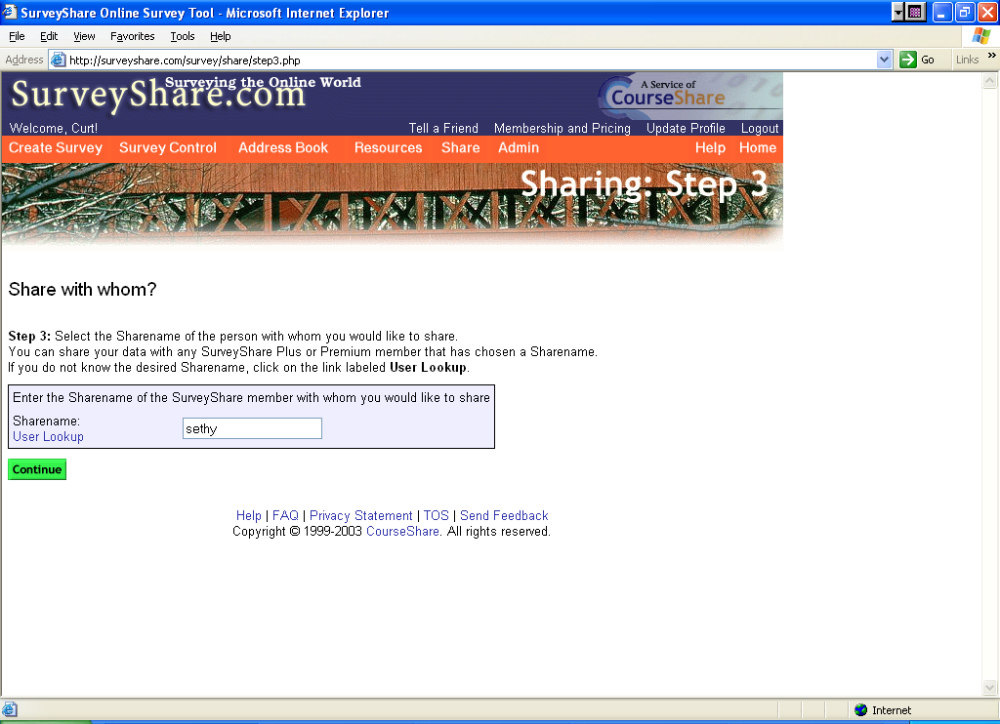 SurveyShare Online Survey Tool - Microsoft Internet Explorer
File Edit View Favorites Tools Help
Address http://surveyshare.com/survey/share/step3.php Go Links »
Surveying the Online World
SurveyShare.com
A Service of
CourseShare
Welcome, Curt! Tell a Friend Membership and Pricing Update Profile Logout
Create Survey Survey Control Address Book Resources Share Admin Help Home
Sharing: Step 3
Share with whom?
Step 3: Select the Sharename of the person with whom you would like to share.
You can share your data with any SurveyShare Plus or Premium member that has chosen a Sharename.
If you do not know the desired Sharename, click on the link labeled User Lookup.
Enter the Sharename of the SurveyShare member with whom you would like to share
Sharename:
User Lookup
sethy
Continue
Help | FAQ | Privacy Statement | TOS | Send Feedback
Copyright © 1999-2003 CourseShare. All rights reserved.
Internet